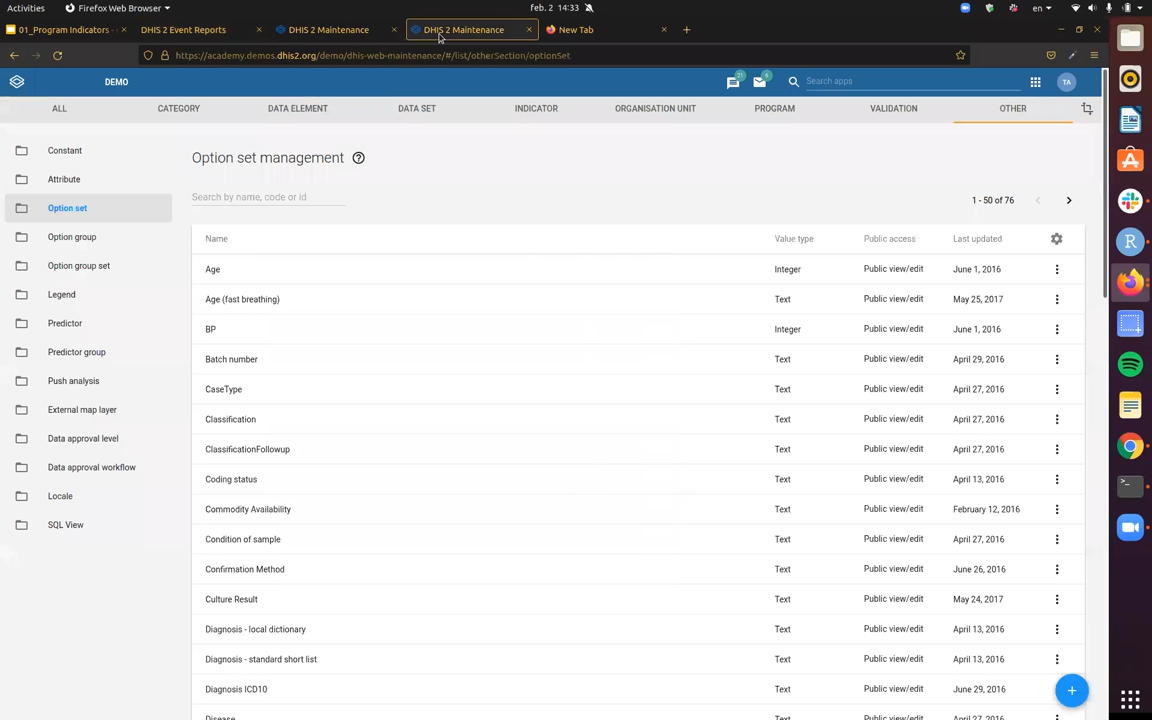 Activities
Firefox Web Browser
feb. 2 14:33
en
01_Program Indicators -
DHIS 2 Event Reports
DHIS 2 Maintenance
DHIS 2 Maintenance
New Tab
https://academy.demos.dhis2.org/demo/dhis-web-maintenance/#/list/otherSection/optionSet
DEMO
Search apps
TA
ALL
CATEGORY
DATA ELEMENT
DATA SET
INDICATOR
ORGANISATION UNIT
PROGRAM
VALIDATION
OTHER
Constant
Attribute
Option set
Option group
Option group set
Legend
Predictor
Predictor group
Push analysis
External map layer
Data approval level
Data approval workflow
Locale
SQL View
Option set management
Search by name, code or id
1 - 50 of 76
Name Value type Public access Last updated
Age Integer Public view/edit June 1, 2016
Age (fast breathing) Text Public view/edit May 25, 2017
BP Integer Public view/edit June 1, 2016
Batch number Text Public view/edit April 29, 2016
CaseType Text Public view/edit April 27, 2016
Classification Text Public view/edit April 27, 2016
ClassificationFollowup Text Public view/edit April 27, 2016
Coding status Text Public view/edit April 13, 2016
Commodity Availability Text Public view/edit February 12, 2016
Condition of sample Text Public view/edit April 27, 2016
Confirmation Method Text Public view/edit June 26, 2016
Culture Result Text Public view/edit May 24, 2017
Diagnosis - local dictionary Text Public view/edit April 13, 2016
Diagnosis - standard short list Text Public view/edit April 13, 2016
Diagnosis ICD10 Text Public view/edit June 29, 2016
Disease Text Public view/edit April 27, 2016